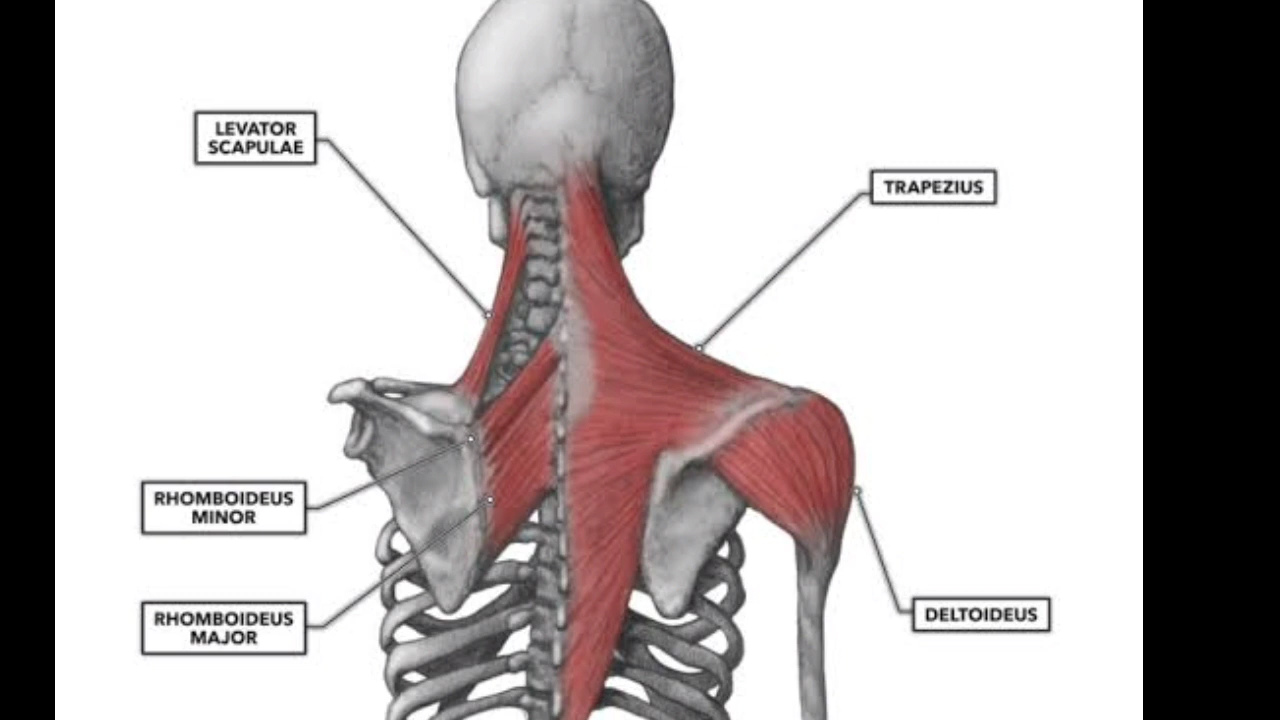 LEVATOR
SCAPULAE
TRAPEZIUS
RHOMBOIDEUS
MINOR
RHOMBOIDEUS
MAJOR
DELTOIDEUS